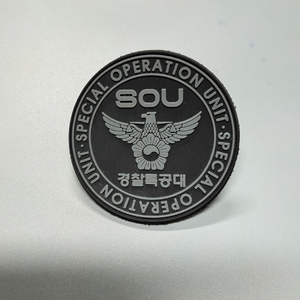 SPECIAL OPERATION UNIT · SPECIAL OPERATION UNIT ·
SOU
경찰특공대